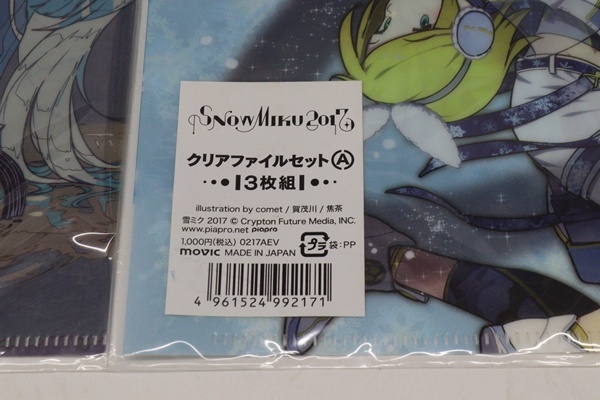 SNOW MIKU 2017
クリアファイルセットⒶ
3枚組
illustration by comet / 賀茂川 / 焦茶
雪ミク 2017 © Crypton Future Media, INC.
www.piapro.net piapro
1,000円(税込) 0217AEV
プラ 袋:PP
movic MADE IN JAPAN
4 961524 992171